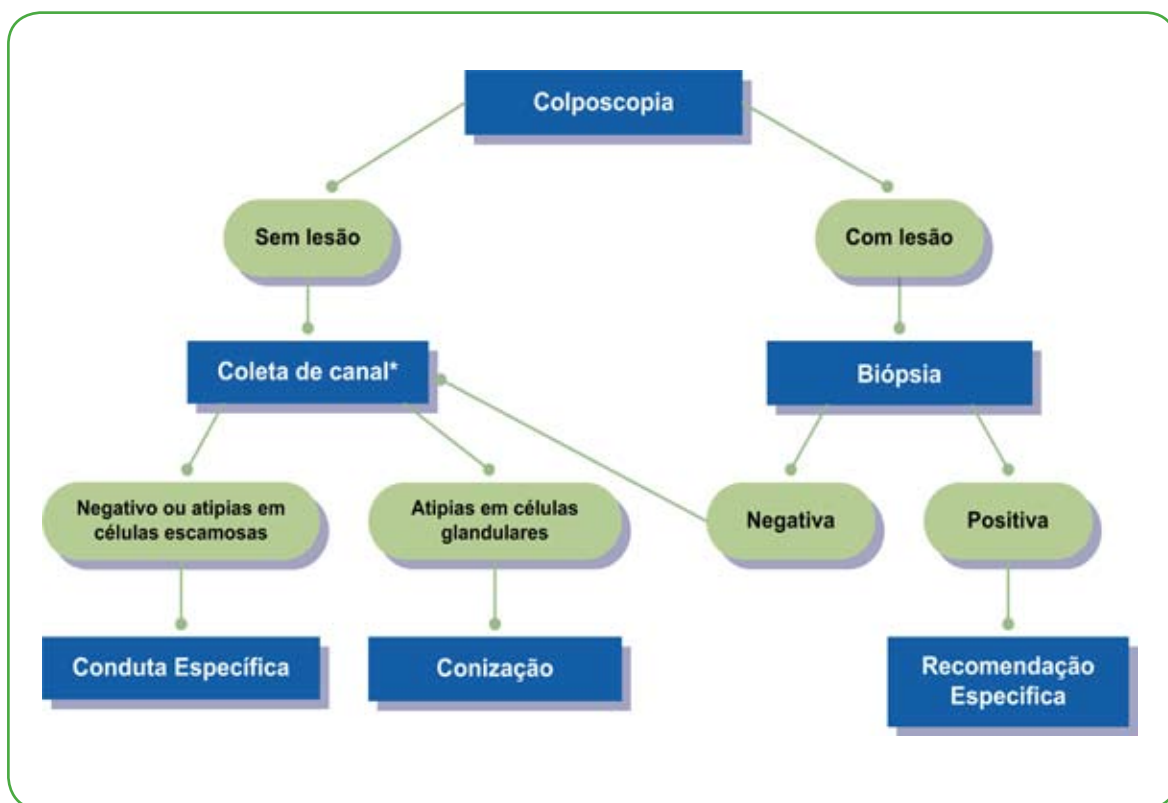 Colposcopia
Sem lesão
Com lesão
Coleta de canal*
Biópsia
Negativo ou atipias em
células escamosas
Atipias em células
glandulares
Negativa
Positiva
Conduta Específica
Conização
Recomendação
Especifica